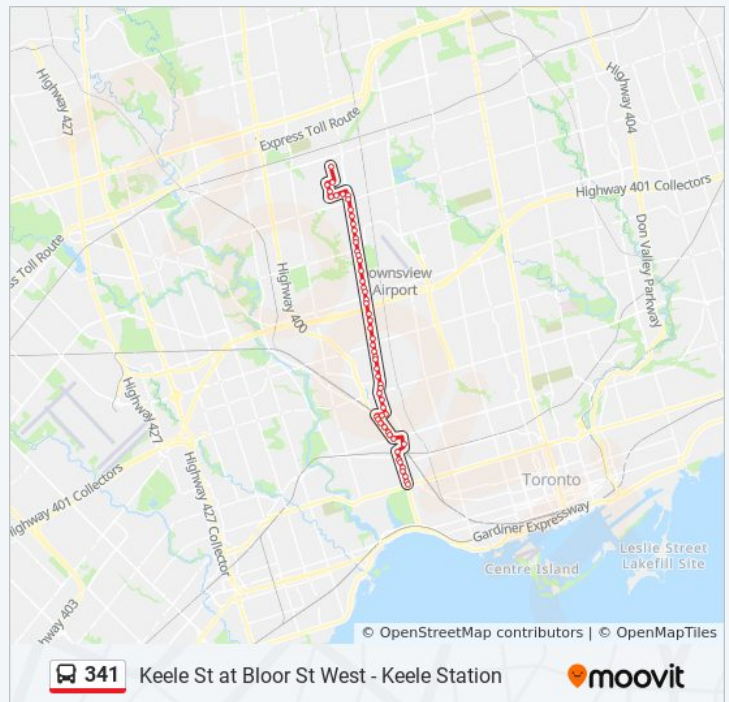 Highway 427
Highway 404
Express Toll Route
Highway 401 Collectors
ss Toll Route
Highway 400
ownsview
Airport
Don Valley Parkway
Highway 427
Highway 401 Collectors
Highway 427 Collector
Toronto
Gardiner Expressway
Leslie Street
Lakefill Site
Centre Island
Highway 403
© OpenStreetMap contributors | © OpenMapTiles
341 Keele St at Bloor St West - Keele Station moovit